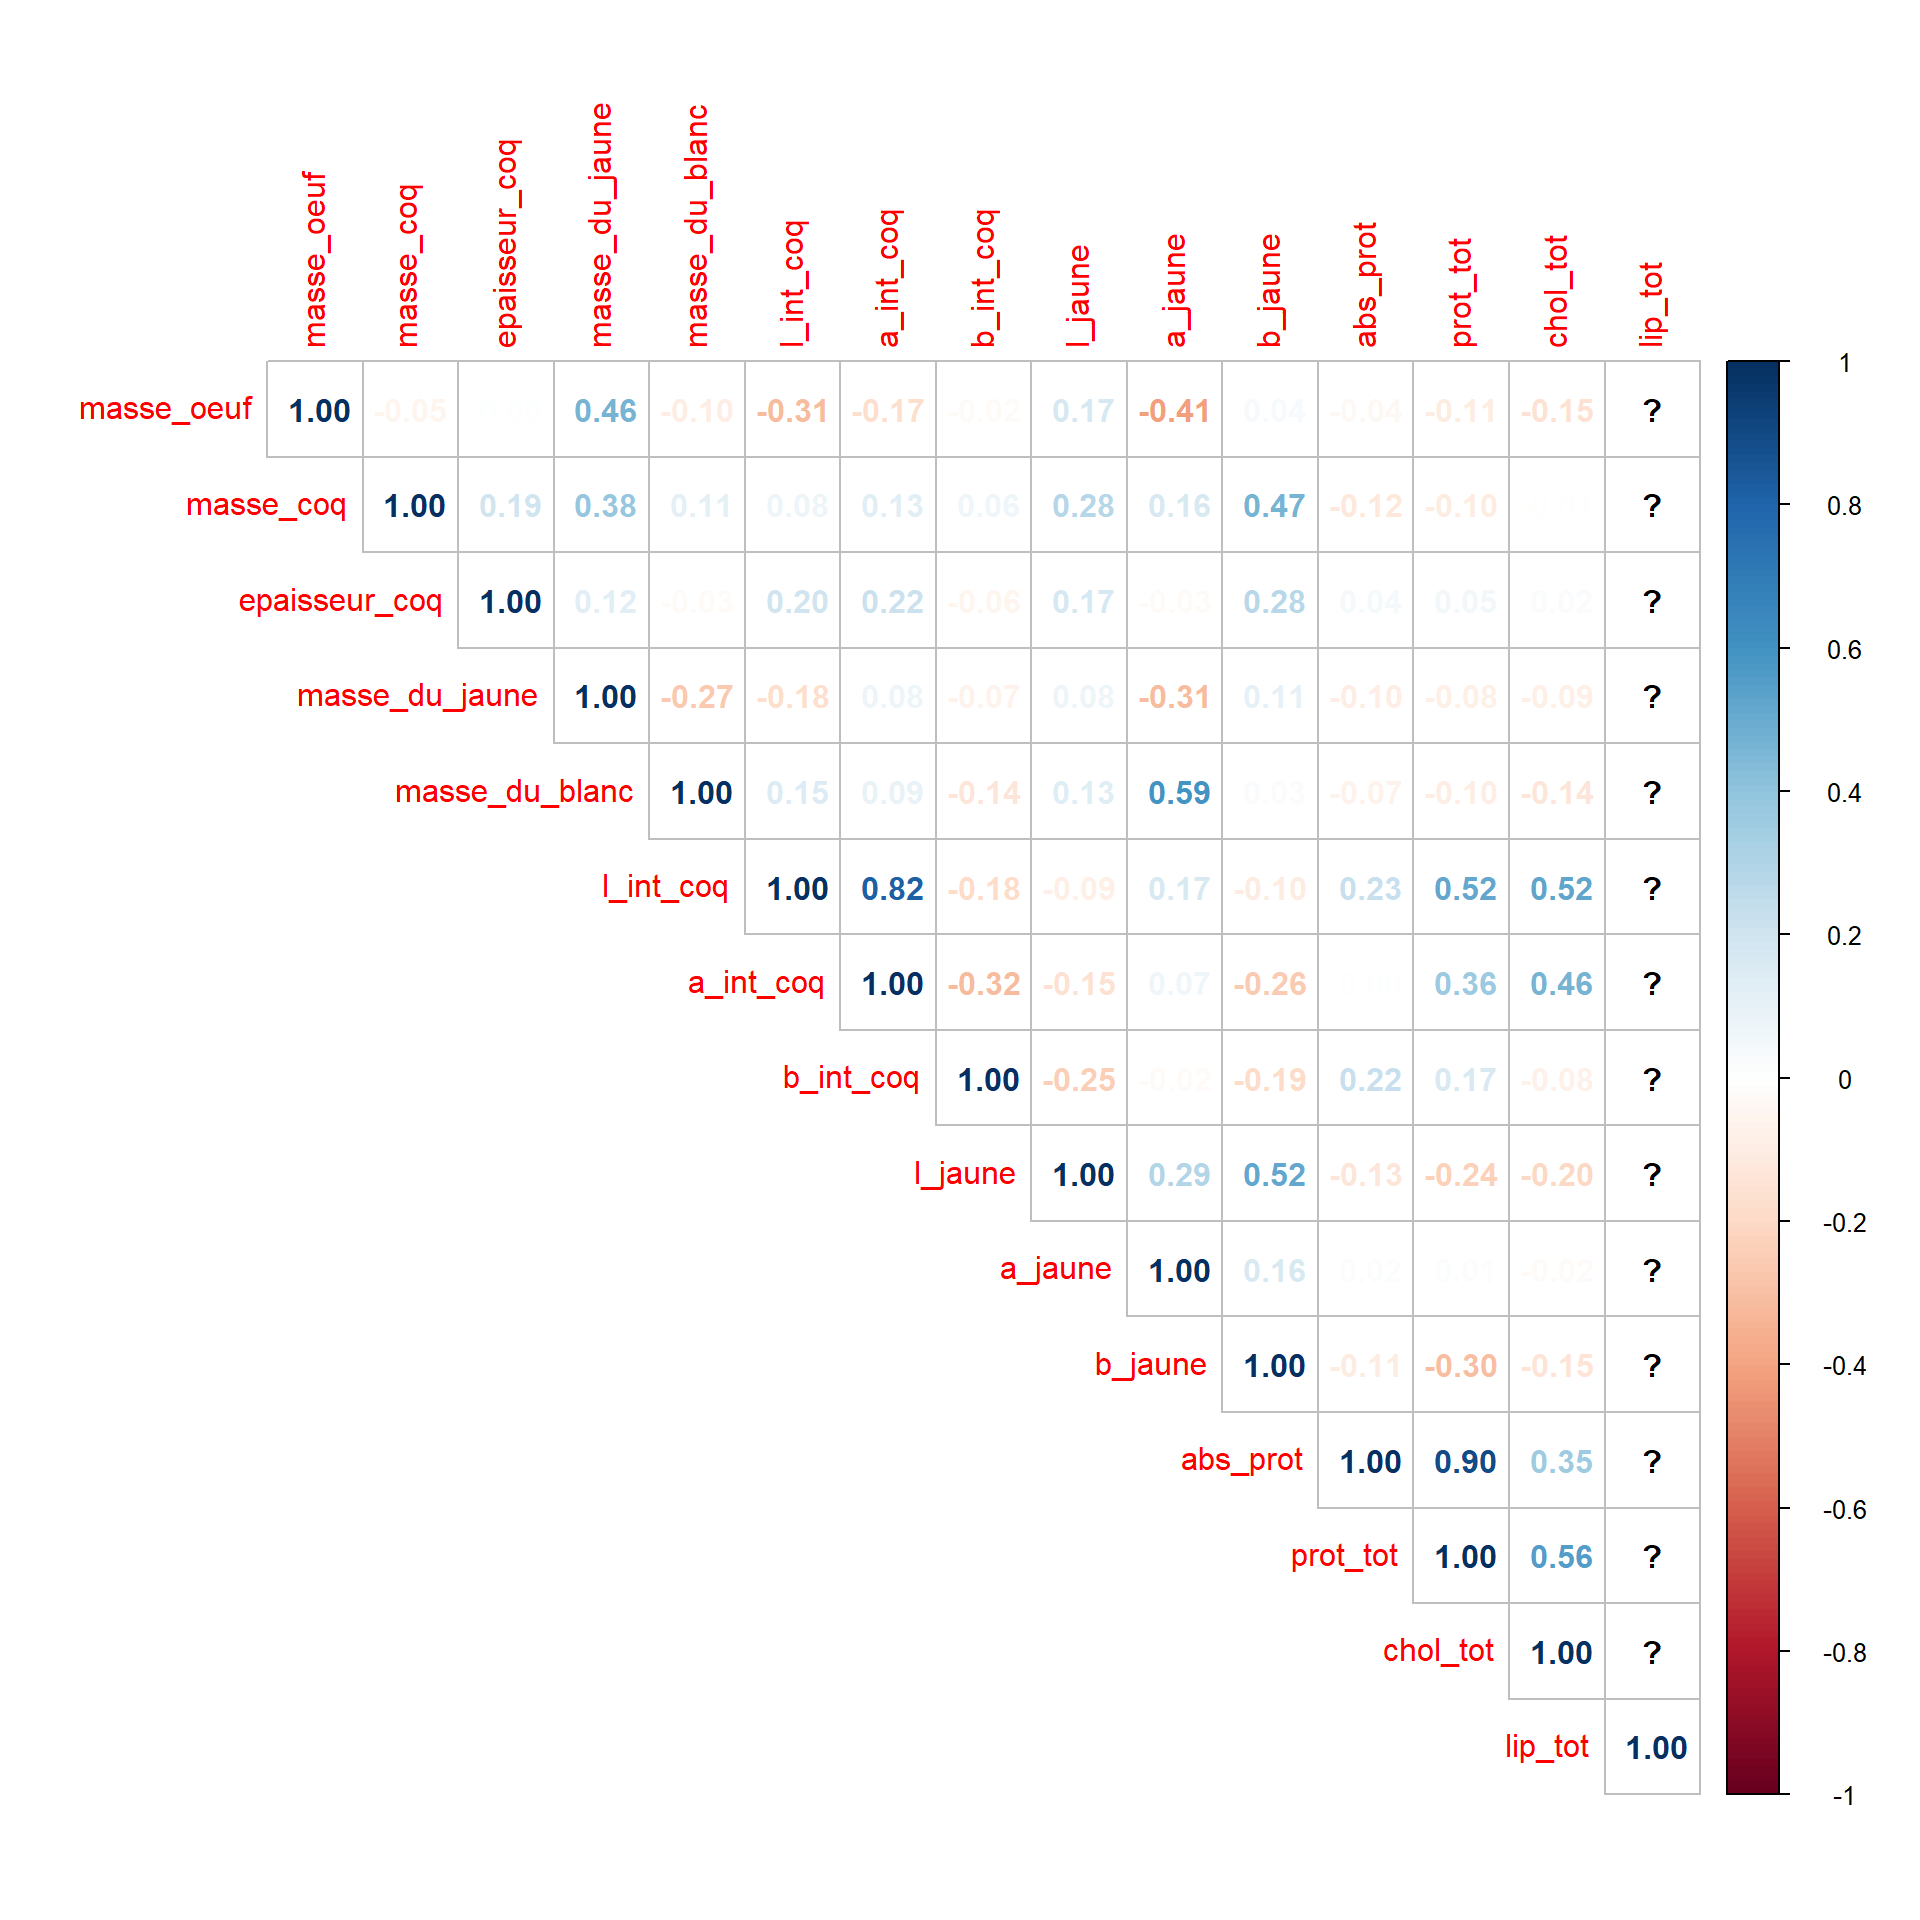 masse_oeuf masse_coq epaisseur_coq masse_du_jaune masse_du_blanc l_int_coq a_int_coq b_int_coq l_jaune a_jaune b_jaune abs_prot prot_tot chol_tot lip_tot
masse_oeuf 1.00 -0.05 0.46 -0.10 -0.31 -0.17 0.02 0.17 -0.41 0.04 -0.04 -0.11 -0.15 ?
masse_coq 1.00 0.19 0.38 0.11 0.08 0.13 0.06 0.28 0.16 0.47 -0.12 -0.10 ?
epaisseur_coq 1.00 0.12 -0.03 0.20 0.22 -0.06 0.17 -0.03 0.28 0.04 0.05 0.02 ?
masse_du_jaune 1.00 -0.27 -0.18 0.08 -0.07 0.08 -0.31 0.11 -0.10 -0.08 -0.09 ?
masse_du_blanc 1.00 0.15 0.09 -0.14 0.13 0.59 0.03 -0.07 -0.10 -0.14 ?
l_int_coq 1.00 0.82 -0.18 -0.09 0.17 -0.10 0.23 0.52 0.52 ?
a_int_coq 1.00 -0.32 -0.15 0.07 -0.26 0.36 0.46 ?
b_int_coq 1.00 -0.25 -0.02 -0.19 0.22 0.17 -0.08 ?
l_jaune 1.00 0.29 0.52 -0.13 -0.24 -0.20 ?
a_jaune 1.00 0.16 0.02 0.01 -0.02 ?
b_jaune 1.00 -0.11 -0.30 -0.15 ?
abs_prot 1.00 0.90 0.35 ?
prot_tot 1.00 0.56 ?
chol_tot 1.00 ?
lip_tot 1.00
1
0.8
0.6
0.4
0.2
0
-0.2
-0.4
-0.6
-0.8
-1